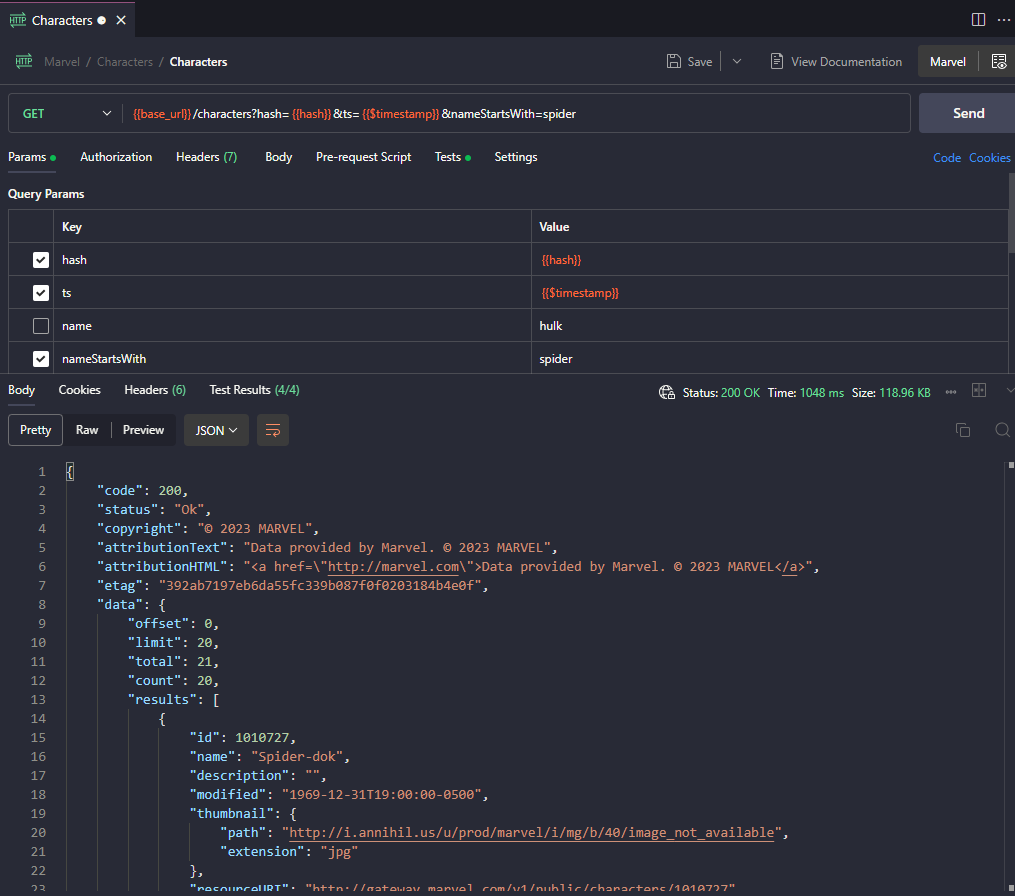 HTTP Characters
HTTP Marvel / Characters / Characters Save View Documentation Marvel
GET {{base_url}}/characters?hash={{hash}}&ts={{$timestamp}}&nameStartsWith=spider Send
Params Authorization Headers (7) Body Pre-request Script Tests Settings Code Cookies
Query Params
Key Value
hash {{hash}}
ts {{$timestamp}}
name hulk
nameStartsWith spider
Body Cookies Headers (6) Test Results (4/4) Status: 200 OK Time: 1048 ms Size: 118.96 KB
Pretty Raw Preview JSON
1 {
2 "code": 200,
3 "status": "Ok",
4 "copyright": "© 2023 MARVEL",
5 "attributionText": "Data provided by Marvel. © 2023 MARVEL",
6 "attributionHTML": "<a href=\"http://marvel.com\">Data provided by Marvel. © 2023 MARVEL</a>",
7 "etag": "392ab7197eb6da55fc339b087f0f0203184b4e0f",
8 "data": {
9 "offset": 0,
10 "limit": 20,
11 "total": 21,
12 "count": 20,
13 "results": [
14 {
15 "id": 1010727,
16 "name": "Spider-dok",
17 "description": "",
18 "modified": "1969-12-31T19:00:00-0500",
19 "thumbnail": {
20 "path": "http://i.annihil.us/u/prod/marvel/i/mg/b/40/image_not_available",
21 "extension": "jpg"
22 },
23 "resourceURI": "http://gateway.marvel.com/v1/public/characters/1010727"